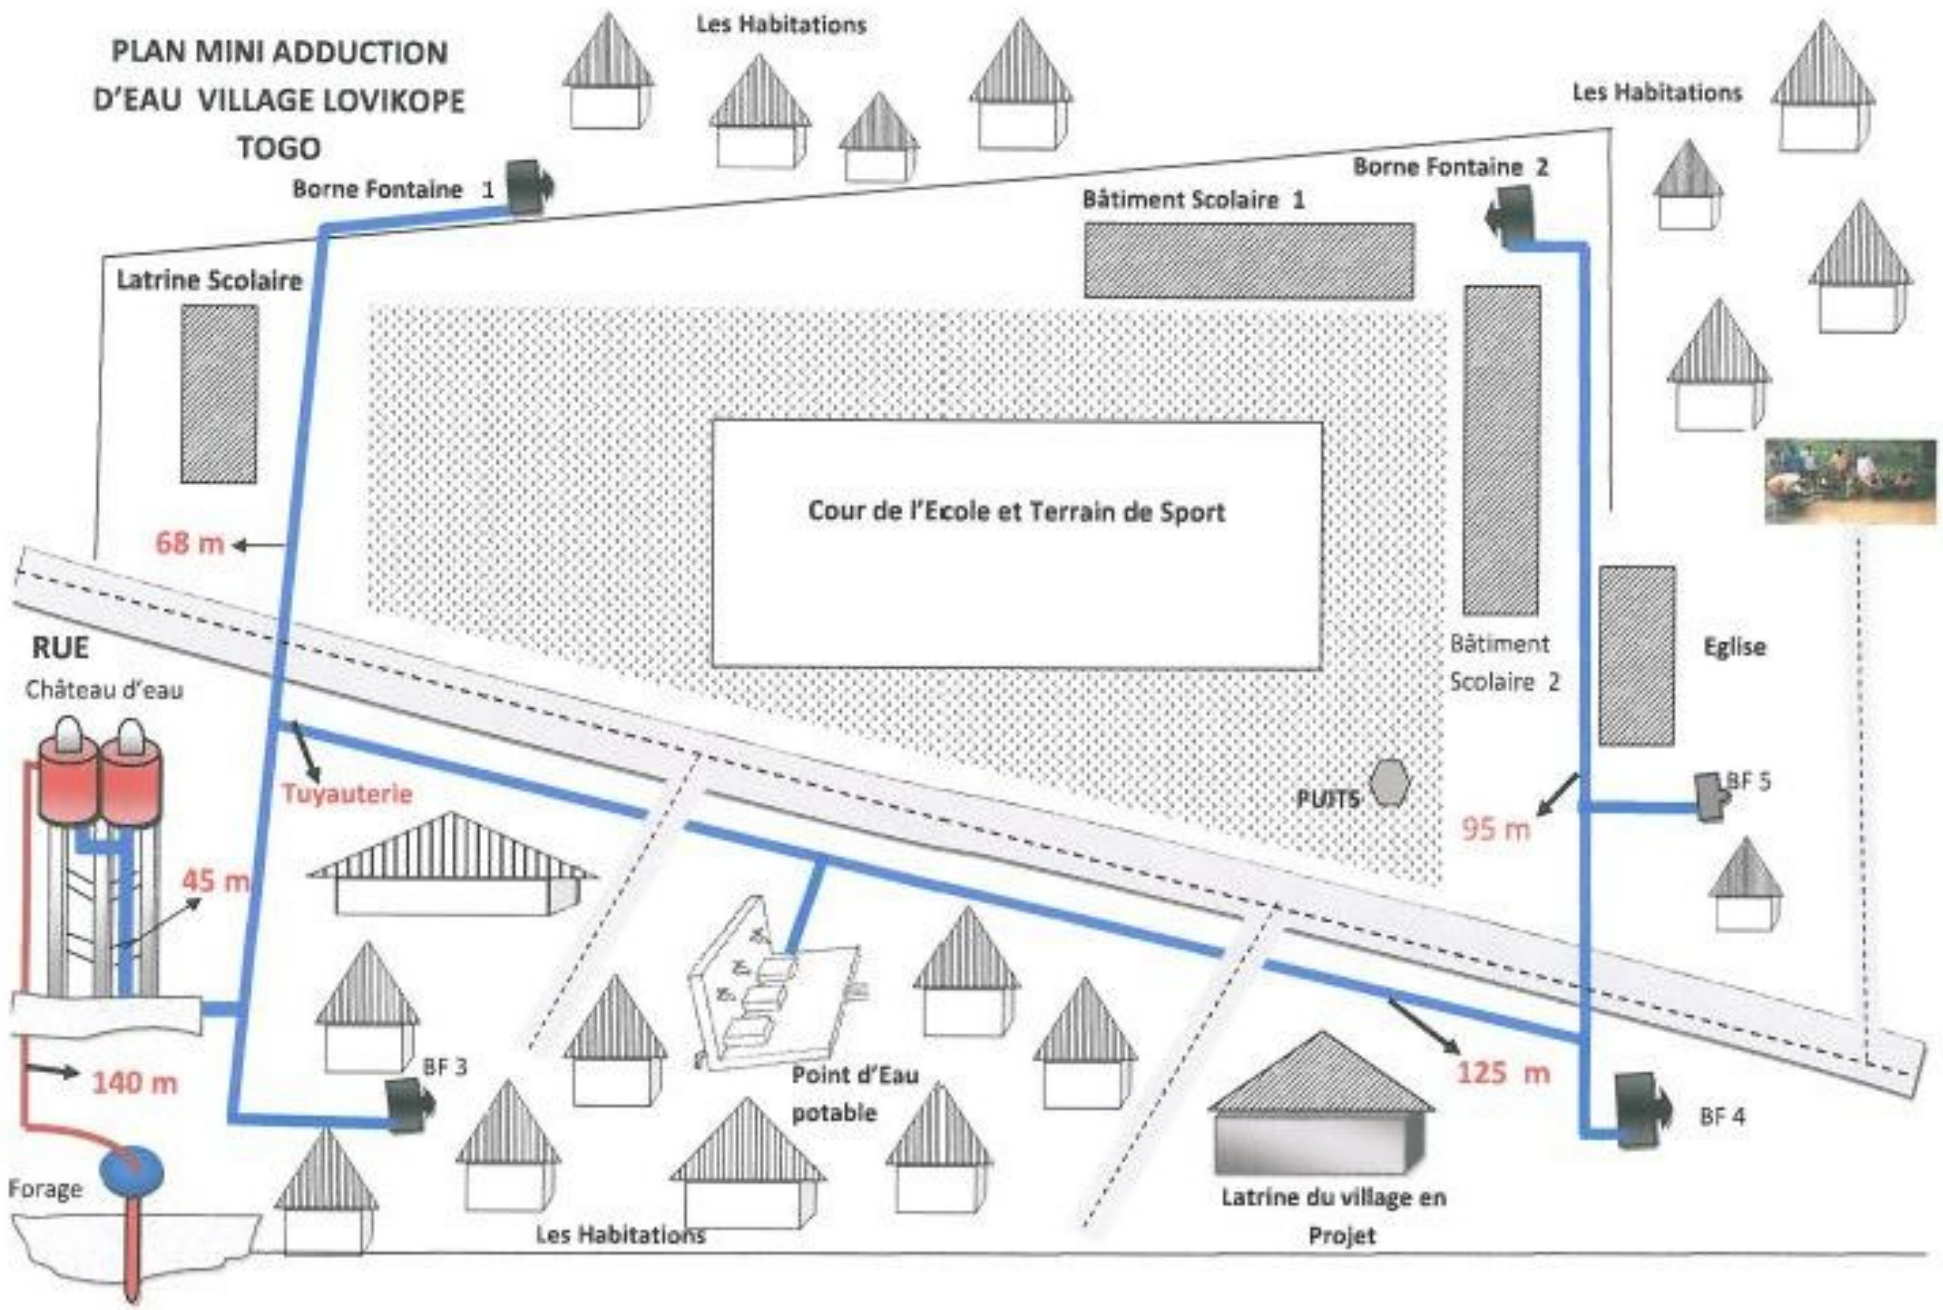 PLAN MINI ADDUCTION
D'EAU VILLAGE LOVIKOPE
TOGO
Les Habitations
Les Habitations
Borne Fontaine 1
Borne Fontaine 2
Bâtiment Scolaire 1
Latrine Scolaire
Cour de l'Ecole et Terrain de Sport
68 m
RUE
Château d'eau
Bâtiment
Scolaire 2
Eglise
Tuyauterie
PUITS
BF 5
95 m
45 m
BF 3
140 m
Point d'Eau
potable
125 m
BF 4
Forage
Latrine du village en
Projet
Les Habitations